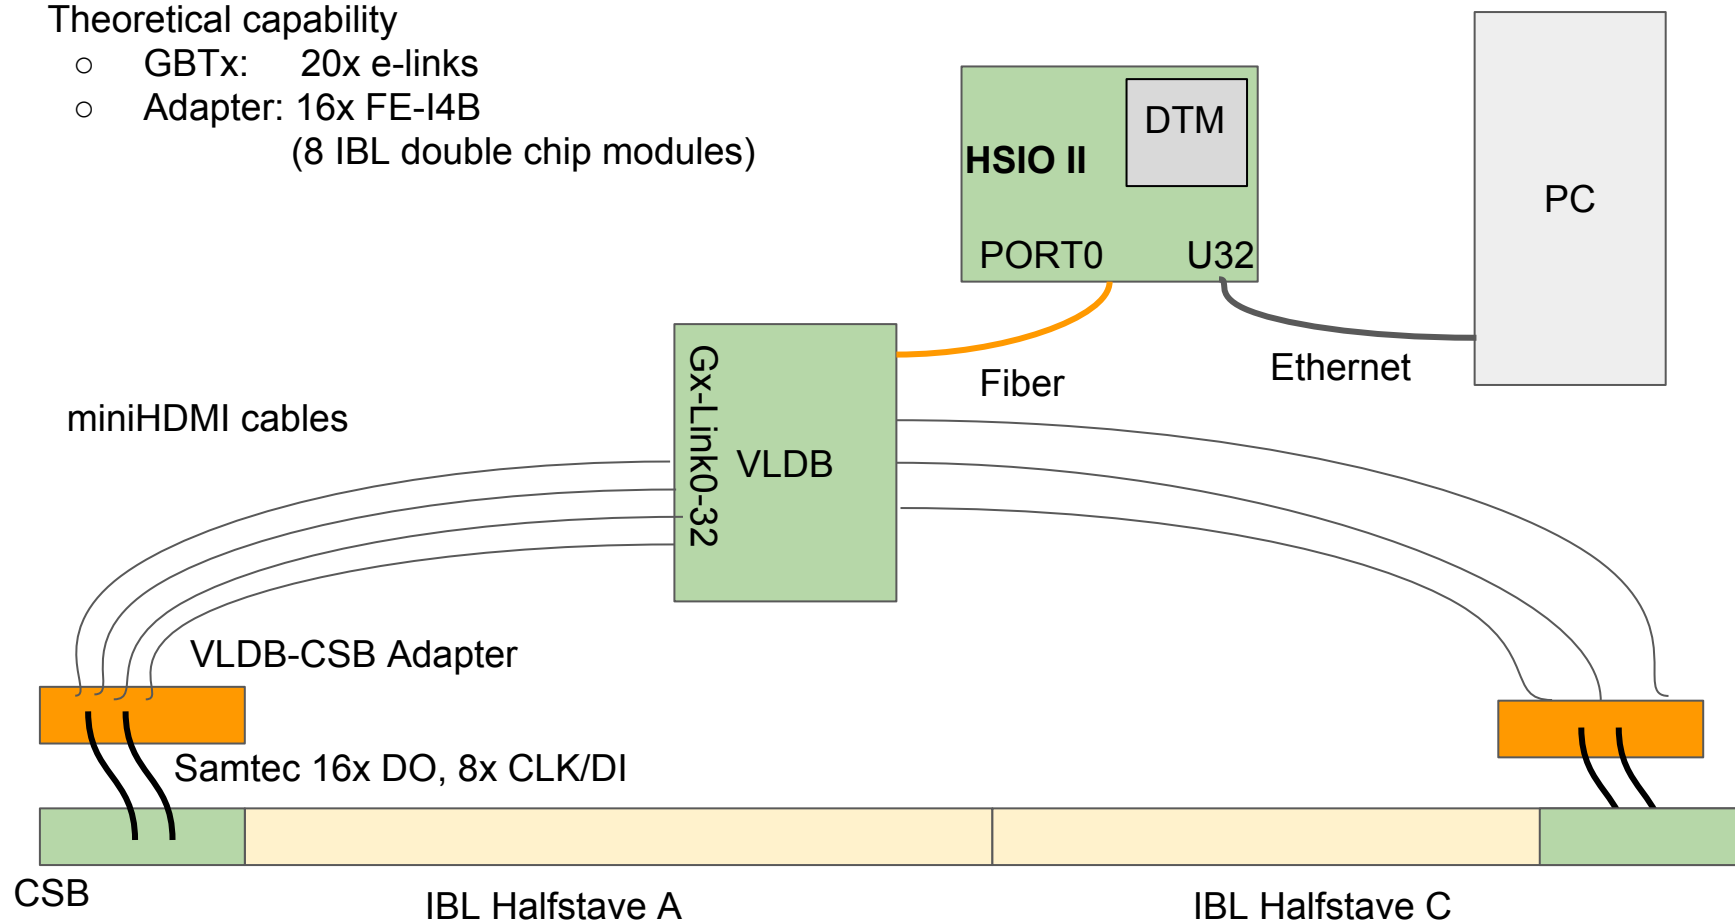 Theoretical capability
○ GBTx: 20x e-links
○ Adapter: 16x FE-I4B
(8 IBL double chip modules)
DTM
HSIO II
PORT0 U32
PC
Fiber
Ethernet
miniHDMI cables
Gx-Link0-32
VLDB
VLDB-CSB Adapter
Samtec 16x DO, 8x CLK/DI
CSB
IBL Halfstave A
IBL Halfstave C